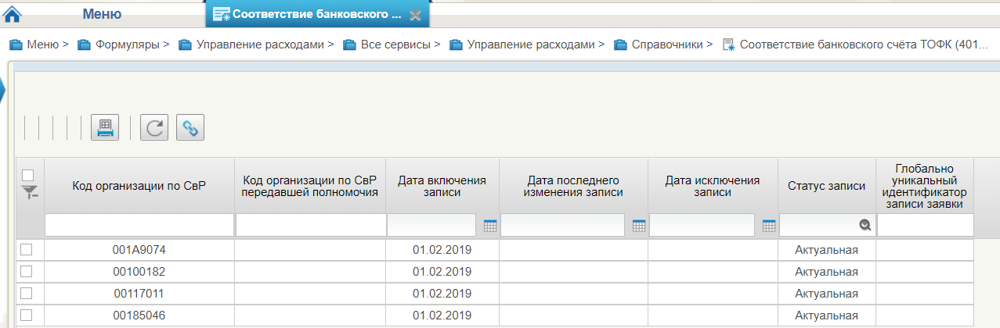 Меню
Соответствие банковского ...
Меню > Формуляры > Управление расходами > Все сервисы > Управление расходами > Справочники > Соответствие банковского счёта ТОФК (401...
Код организации по СвР
Код организации по СвР
передавшей полномочия
Дата включения
записи
Дата последнего
изменения записи
Дата исключения
записи
Статус записи
Глобально
уникальный
идентификатор
записи заявки
001А9074 01.02.2019 Актуальная
00100182 01.02.2019 Актуальная
00117011 01.02.2019 Актуальная
00185046 01.02.2019 Актуальная